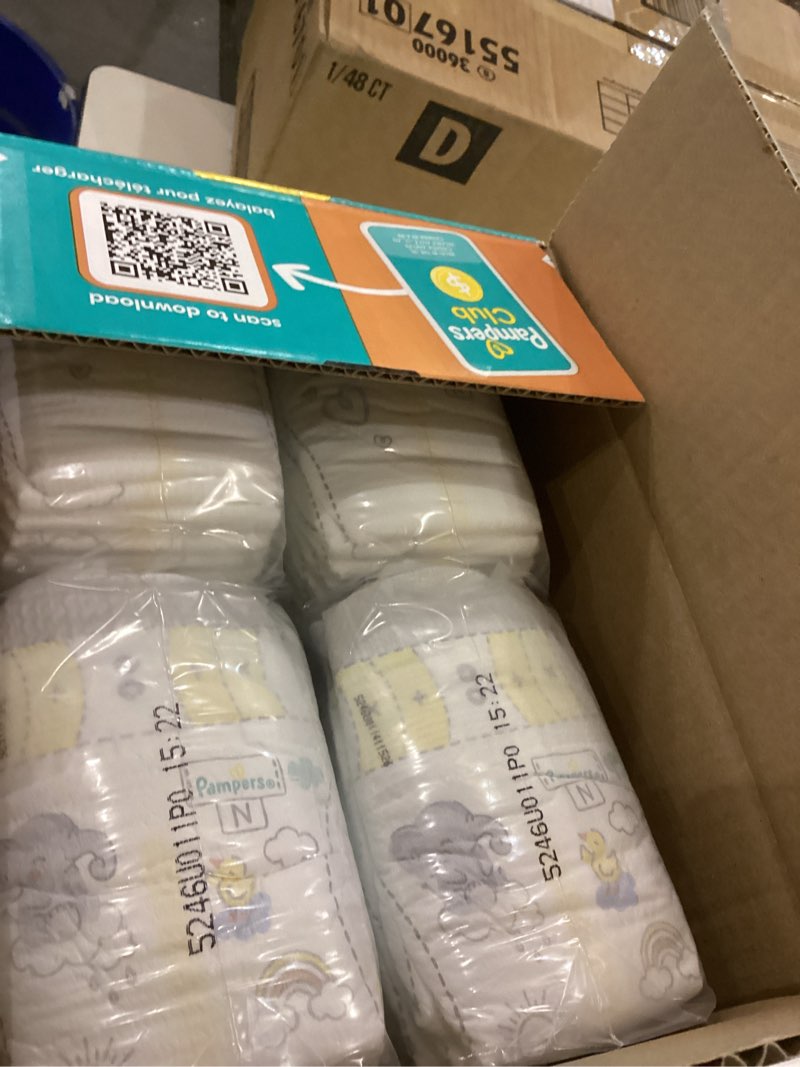 5516701
36000
1/48 CT
D
balayez pour télécharger
scan to download
Pampers
Club
5246U011P0 15:22
Pampers
N
5246U011P0 15:22
Pampers
N